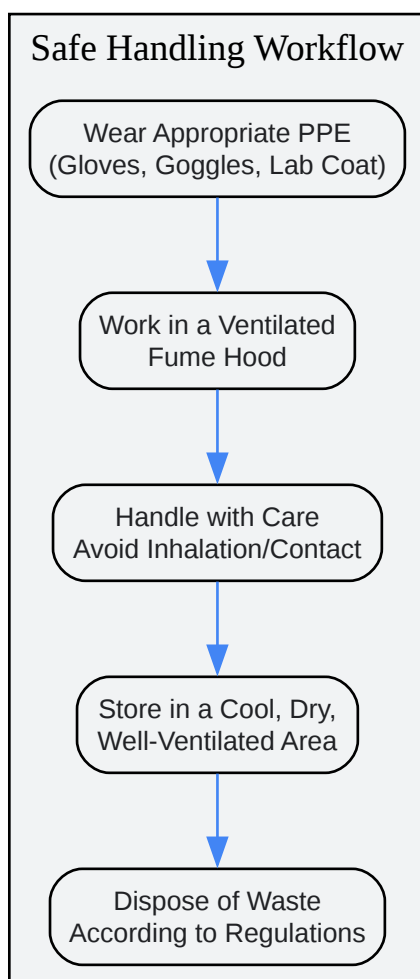 Safe Handling Workflow
Wear Appropriate PPE
(Gloves, Goggles, Lab Coat)
Work in a Ventilated
Fume Hood
Handle with Care
Avoid Inhalation/Contact
Store in a Cool, Dry,
Well-Ventilated Area
Dispose of Waste
According to Regulations